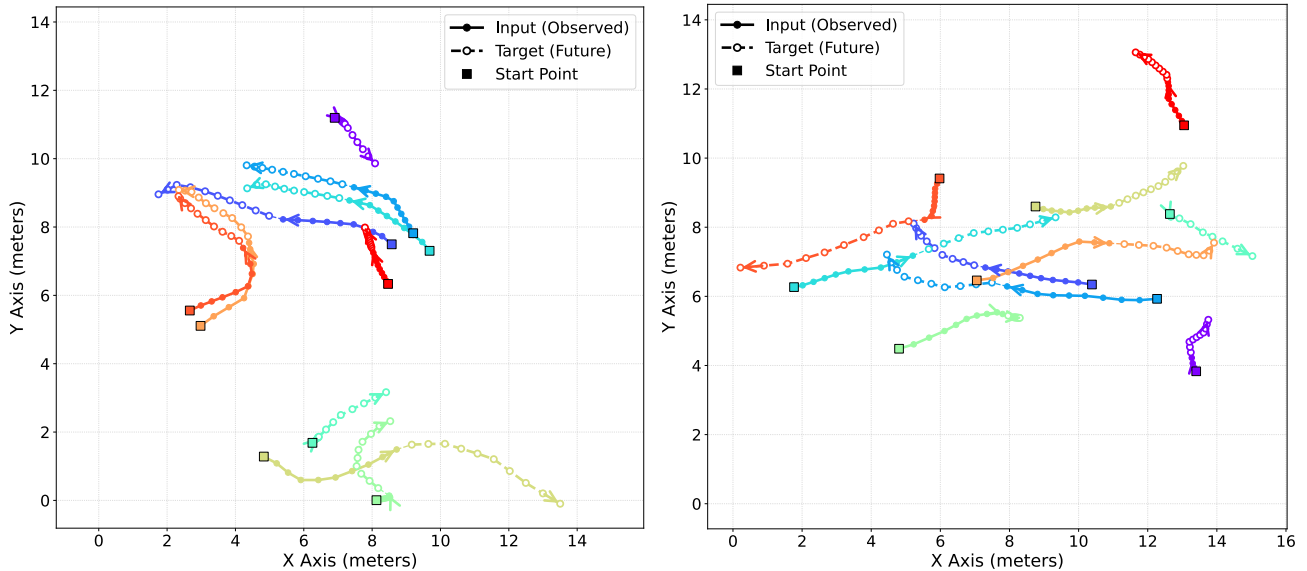 14
12
10
8
6
4
2
0
Y Axis (meters)
0 2 4 6 8 10 12 14
X Axis (meters)
Input (Observed)
Target (Future)
Start Point
14
12
10
8
6
4
2
0
Y Axis (meters)
0 2 4 6 8 10 12 14 16
X Axis (meters)
Input (Observed)
Target (Future)
Start Point